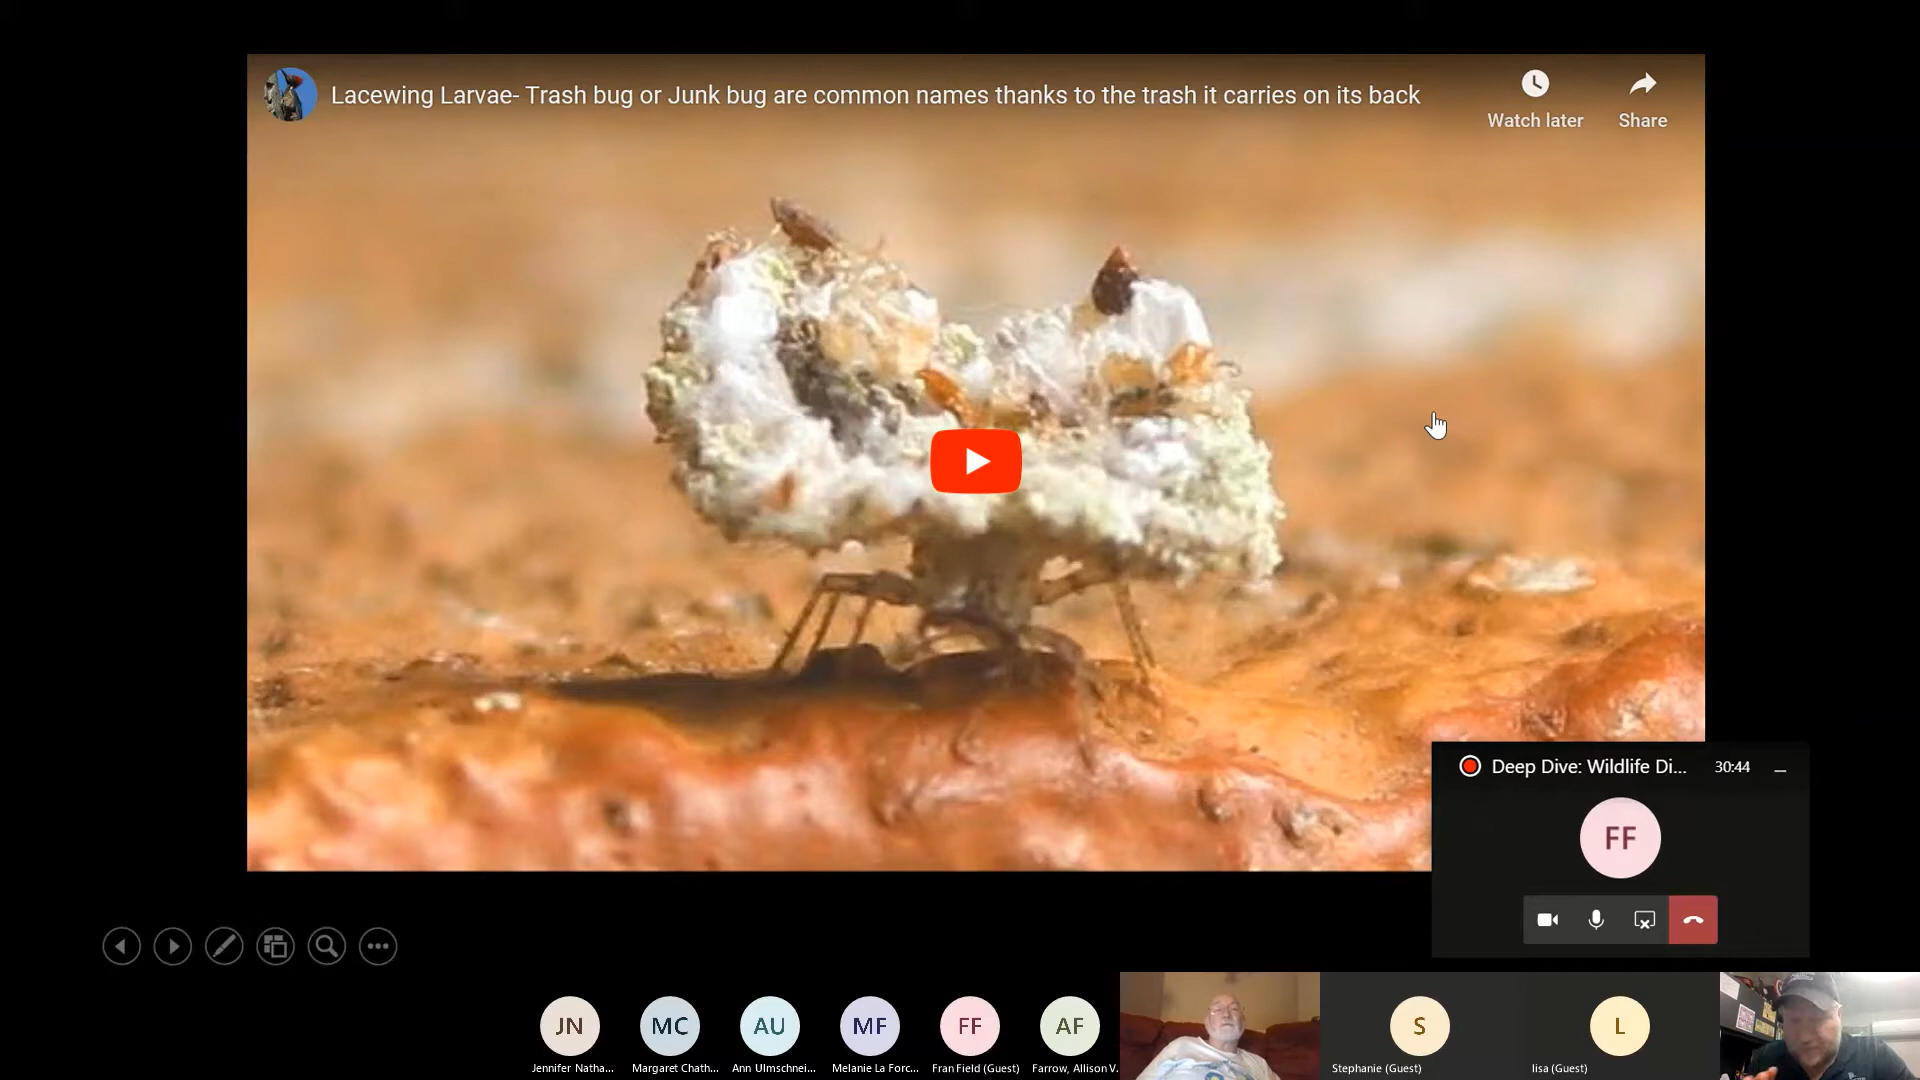 Lacewing Larvae- Trash bug or Junk bug are common names thanks to the trash it carries on its back
Watch later
Share
Deep Dive: Wildlife Di...
30:44
FF
JN
MC
AU
MF
FF
AF
S
L
Jennifer Natha...
Margaret Chath...
Ann Ulmschnei...
Melanie La Forc...
Fran Field (Guest)
Farrow, Allison V.
Stephanie (Guest)
lisa (Guest)